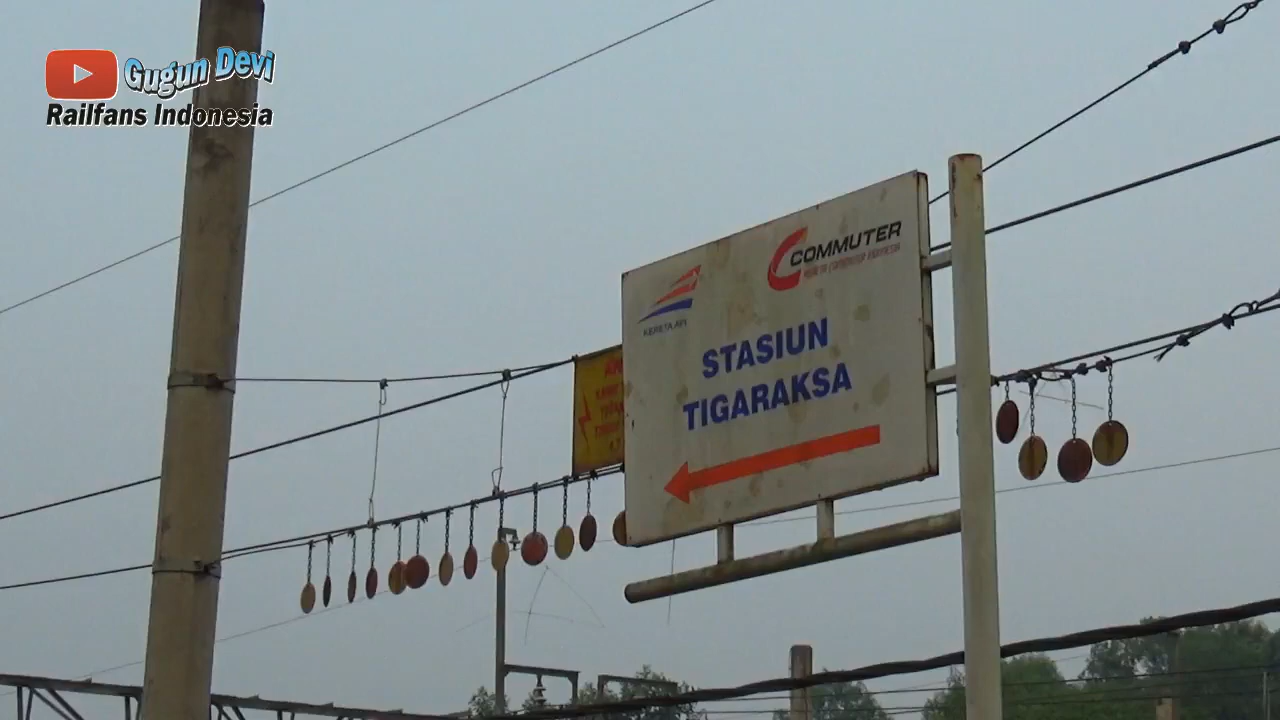 Gugun Devi
Railfans Indonesia
COMMUTER
KERETA API
STASIUN
TIGARAKSA